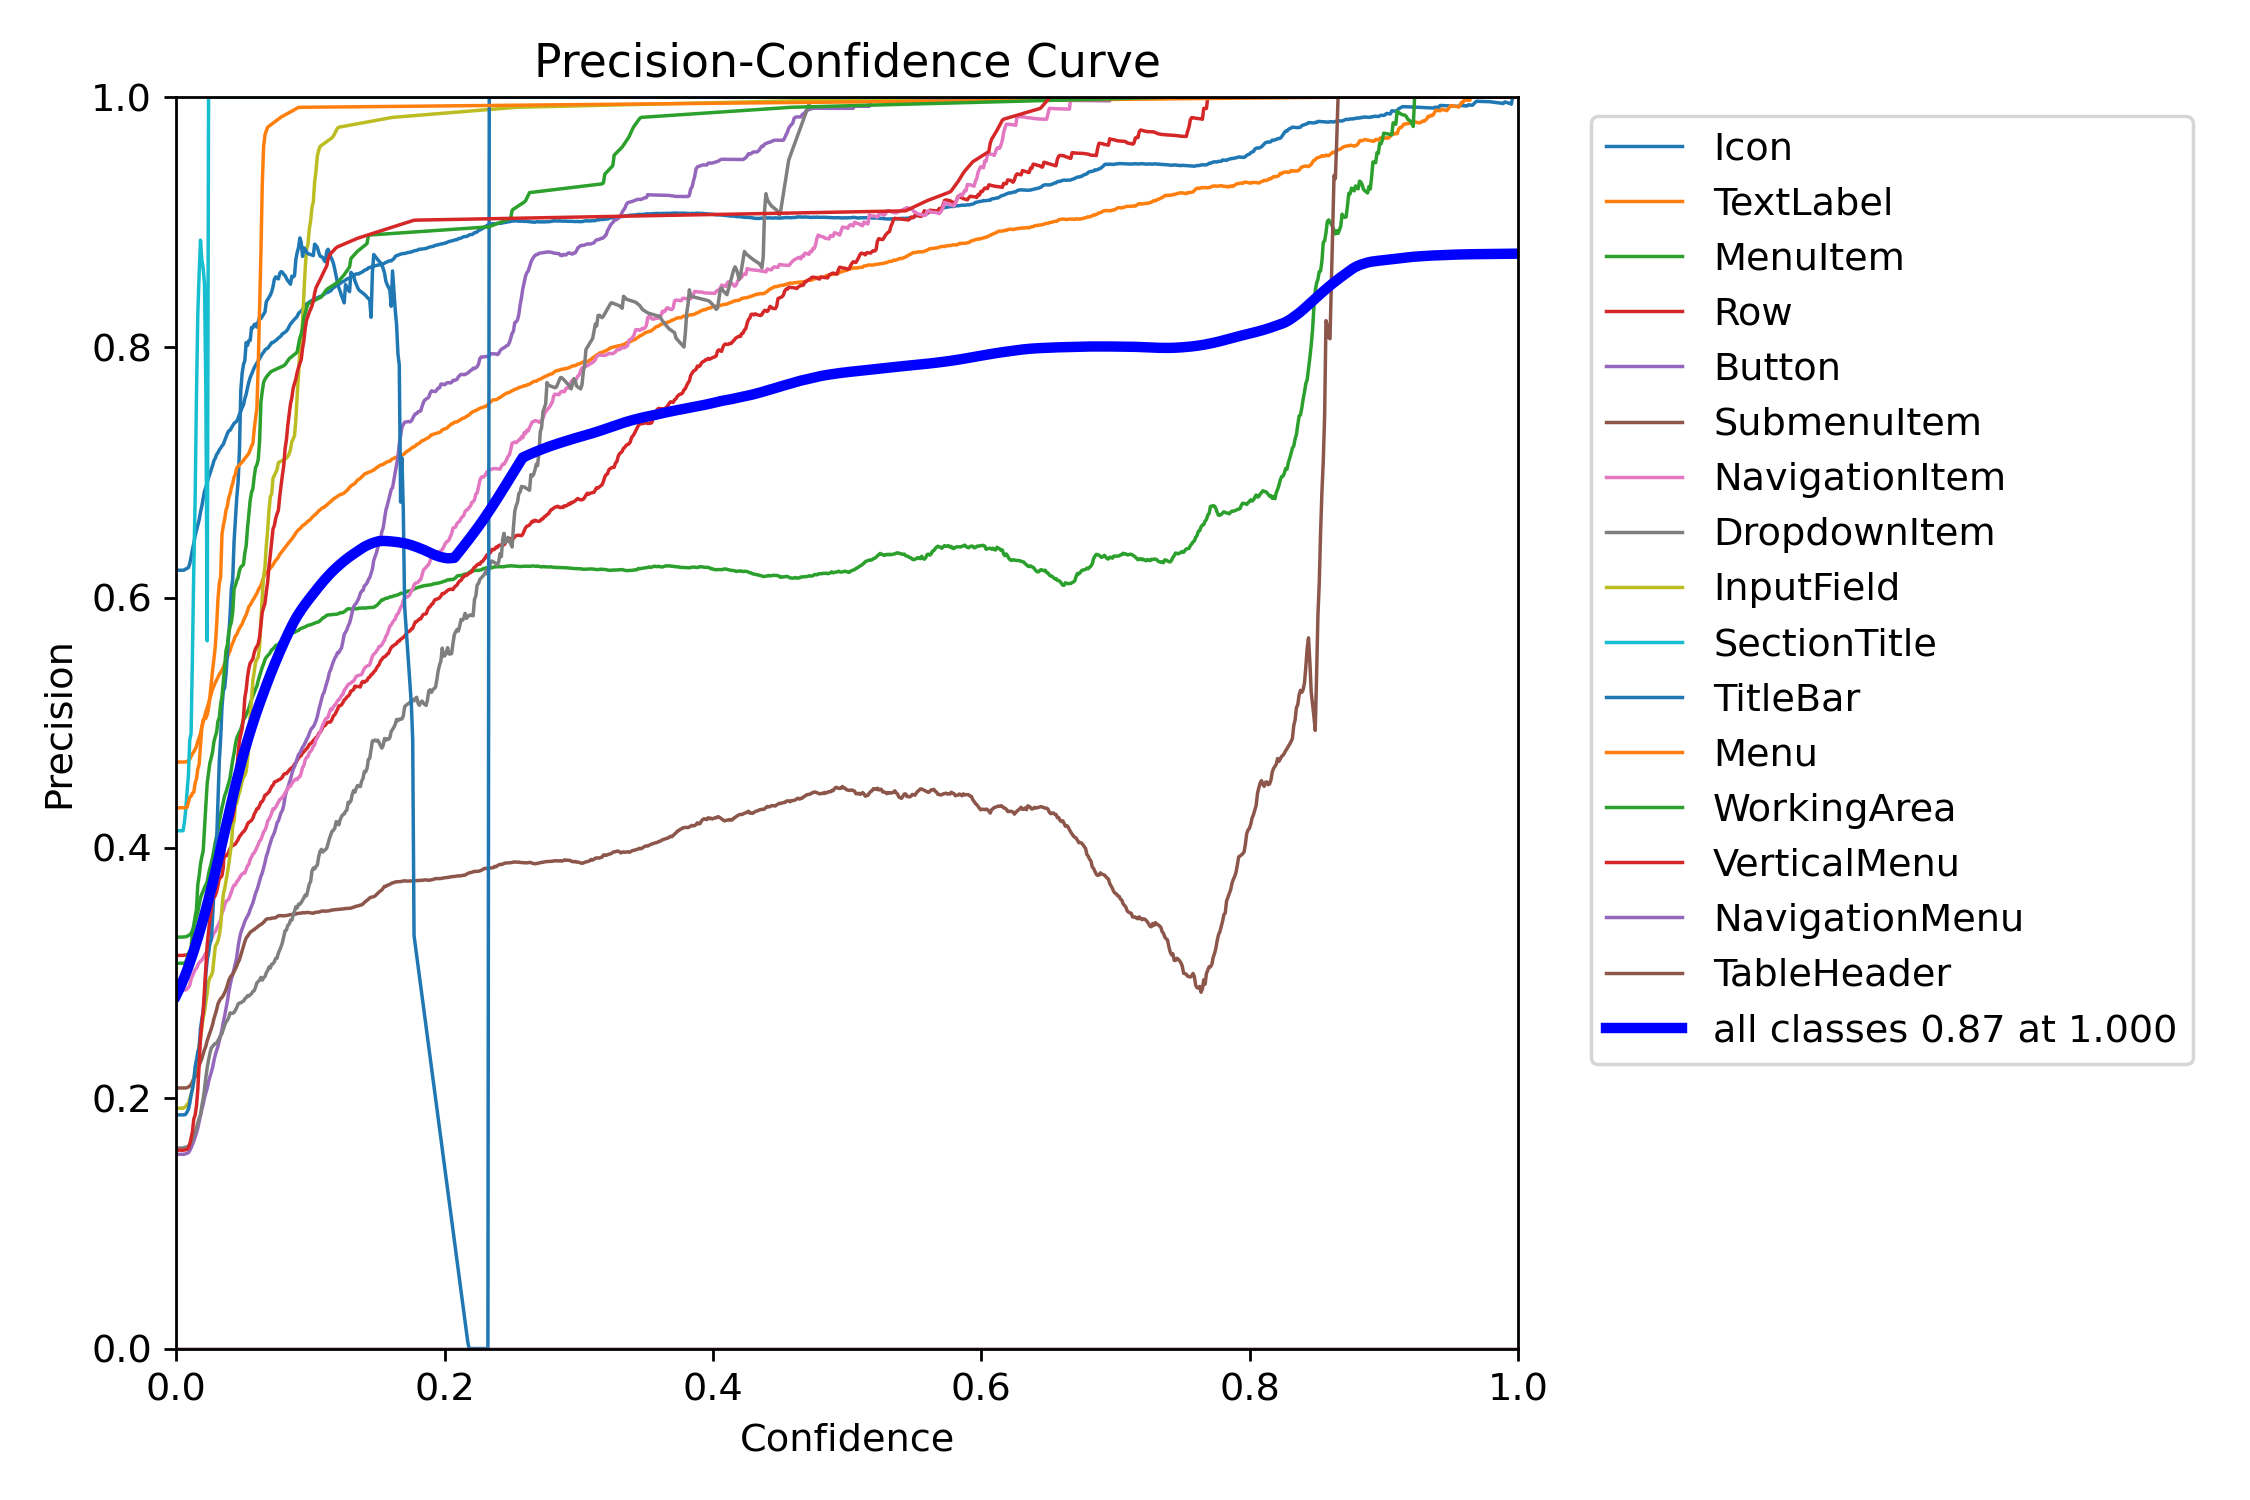 Precision-Confidence Curve
1.0
0.8
0.6
0.4
0.2
0.0
Precision
0.0 0.2 0.4 0.6 0.8 1.0
Confidence
Icon
TextLabel
MenuItem
Row
Button
SubmenuItem
NavigationItem
DropdownItem
InputField
SectionTitle
TitleBar
Menu
WorkingArea
VerticalMenu
NavigationMenu
TableHeader
all classes 0.87 at 1.000